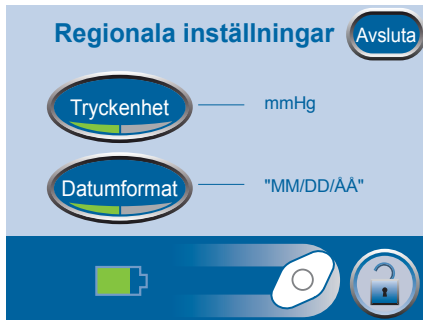 Regionala inställningar
Avsluta
Tryckenhet
mmHg
Datumformat
"MM/DD/ÅÅ"